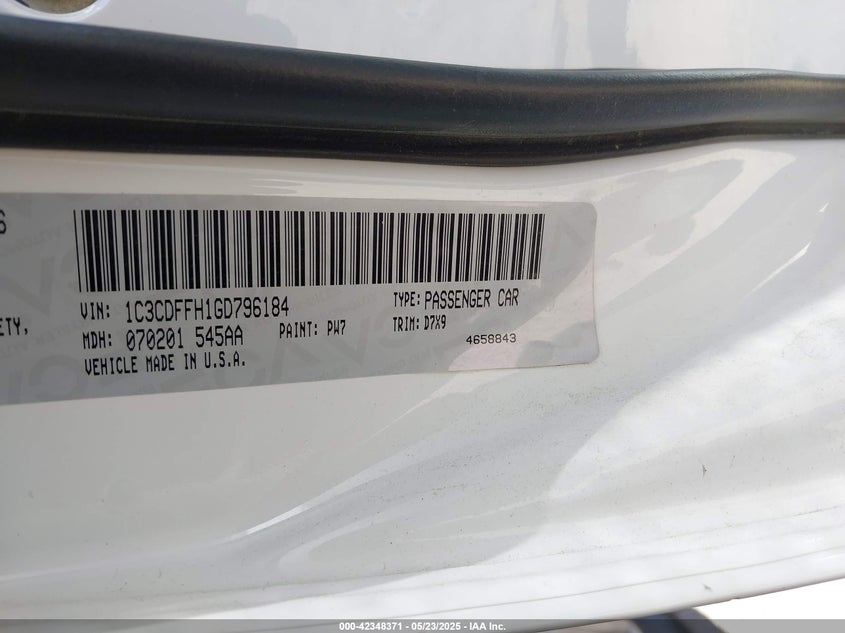 VIN: 1C3CDFFH1GD796184 TYPE: PASSENGER CAR
ETY,
MDH: 070201 545AA PAINT: PW7 TRIM: D7X9
VEHICLE MADE IN U.S.A. 4658843
000-42348371 - 05/23/2025 - IAA Inc.